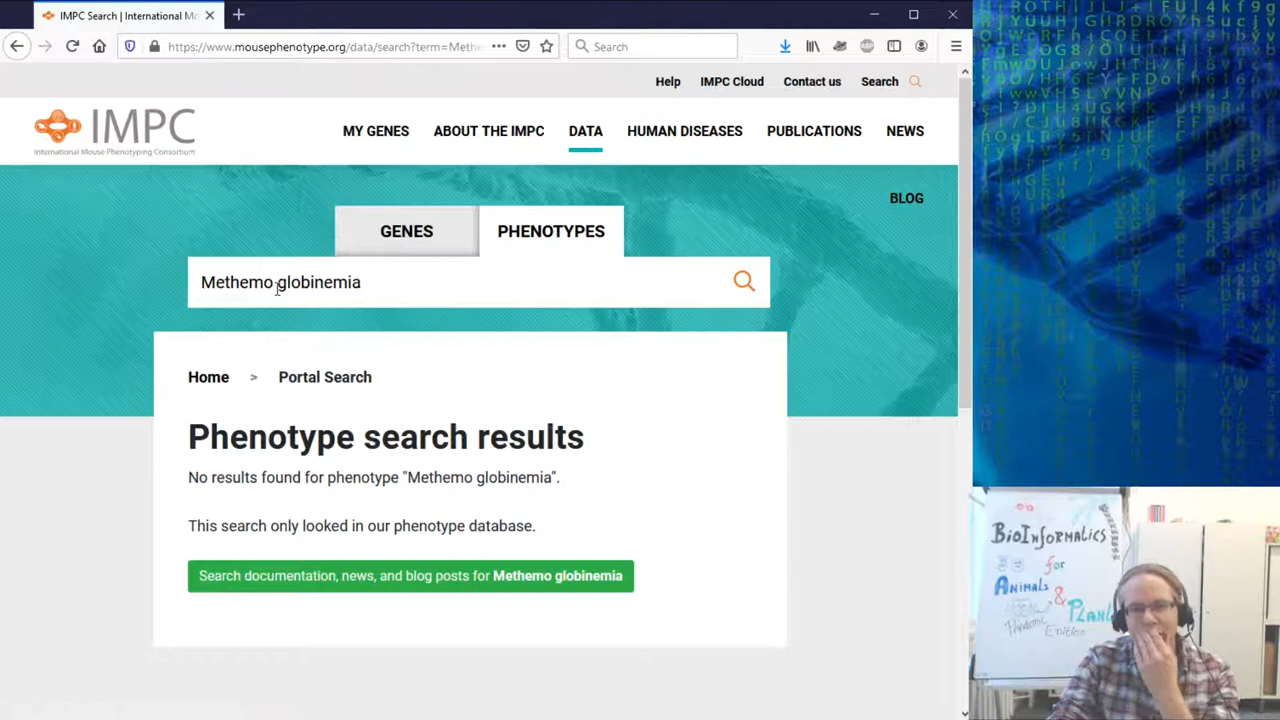 IMPC Search | International Mo
https://www.mousephenotype.org/data/search?term=Methe
Search
Help IMPC Cloud Contact us Search
IMPC
International Mouse Phenotyping Consortium
MY GENES ABOUT THE IMPC DATA HUMAN DISEASES PUBLICATIONS NEWS
BLOG
GENES PHENOTYPES
Methemo globinemia
Home > Portal Search
Phenotype search results
No results found for phenotype "Methemo globinemia".
This search only looked in our phenotype database.
Search documentation, news, and blog posts for Methemo globinemia
BioInformatics
for
Animals
&
Plants
Pandemic
Edition